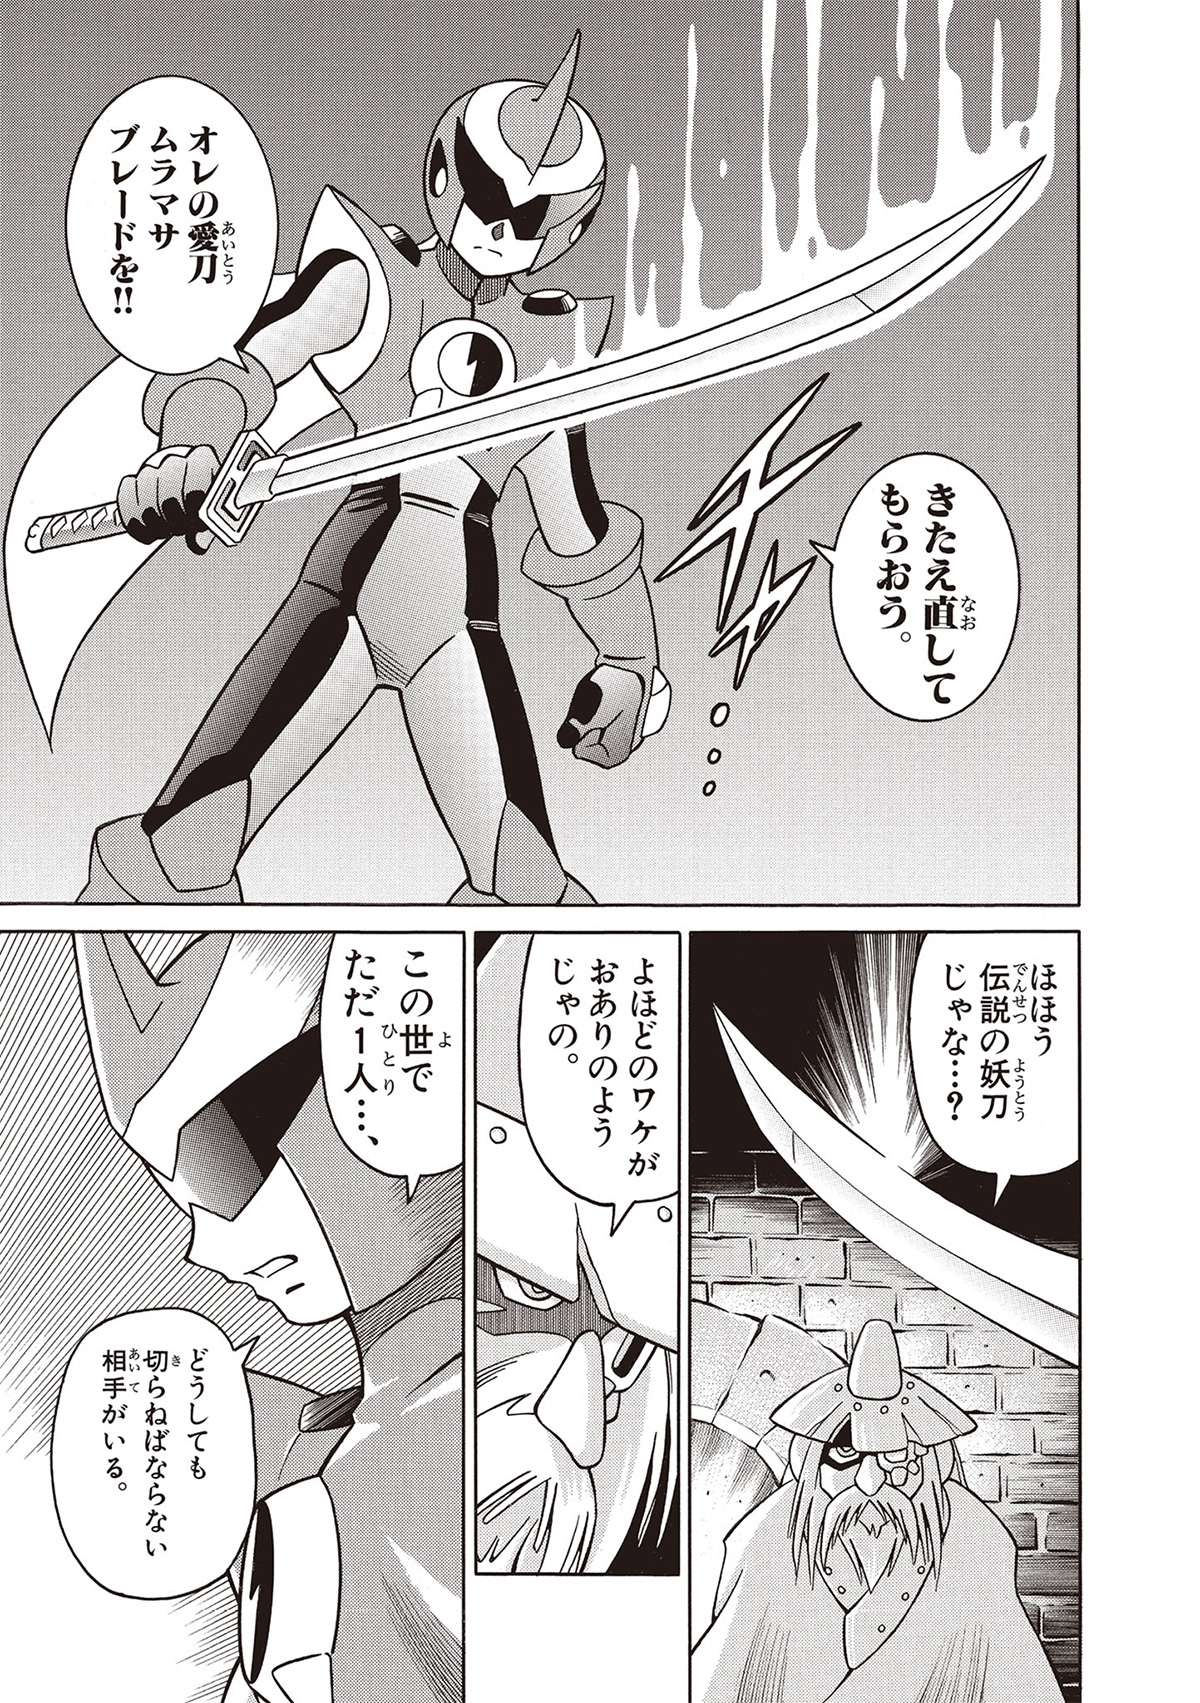 きたえ直して
もらおう。
オレの愛刀
ムラマサ
ブレードを!!
ほほう
伝説の妖刀
じゃな…?
よほどのワケが
おありのよう
じゃの。
この世で
ただ1人…、
どうしても
切らねばならない
相手がいる。